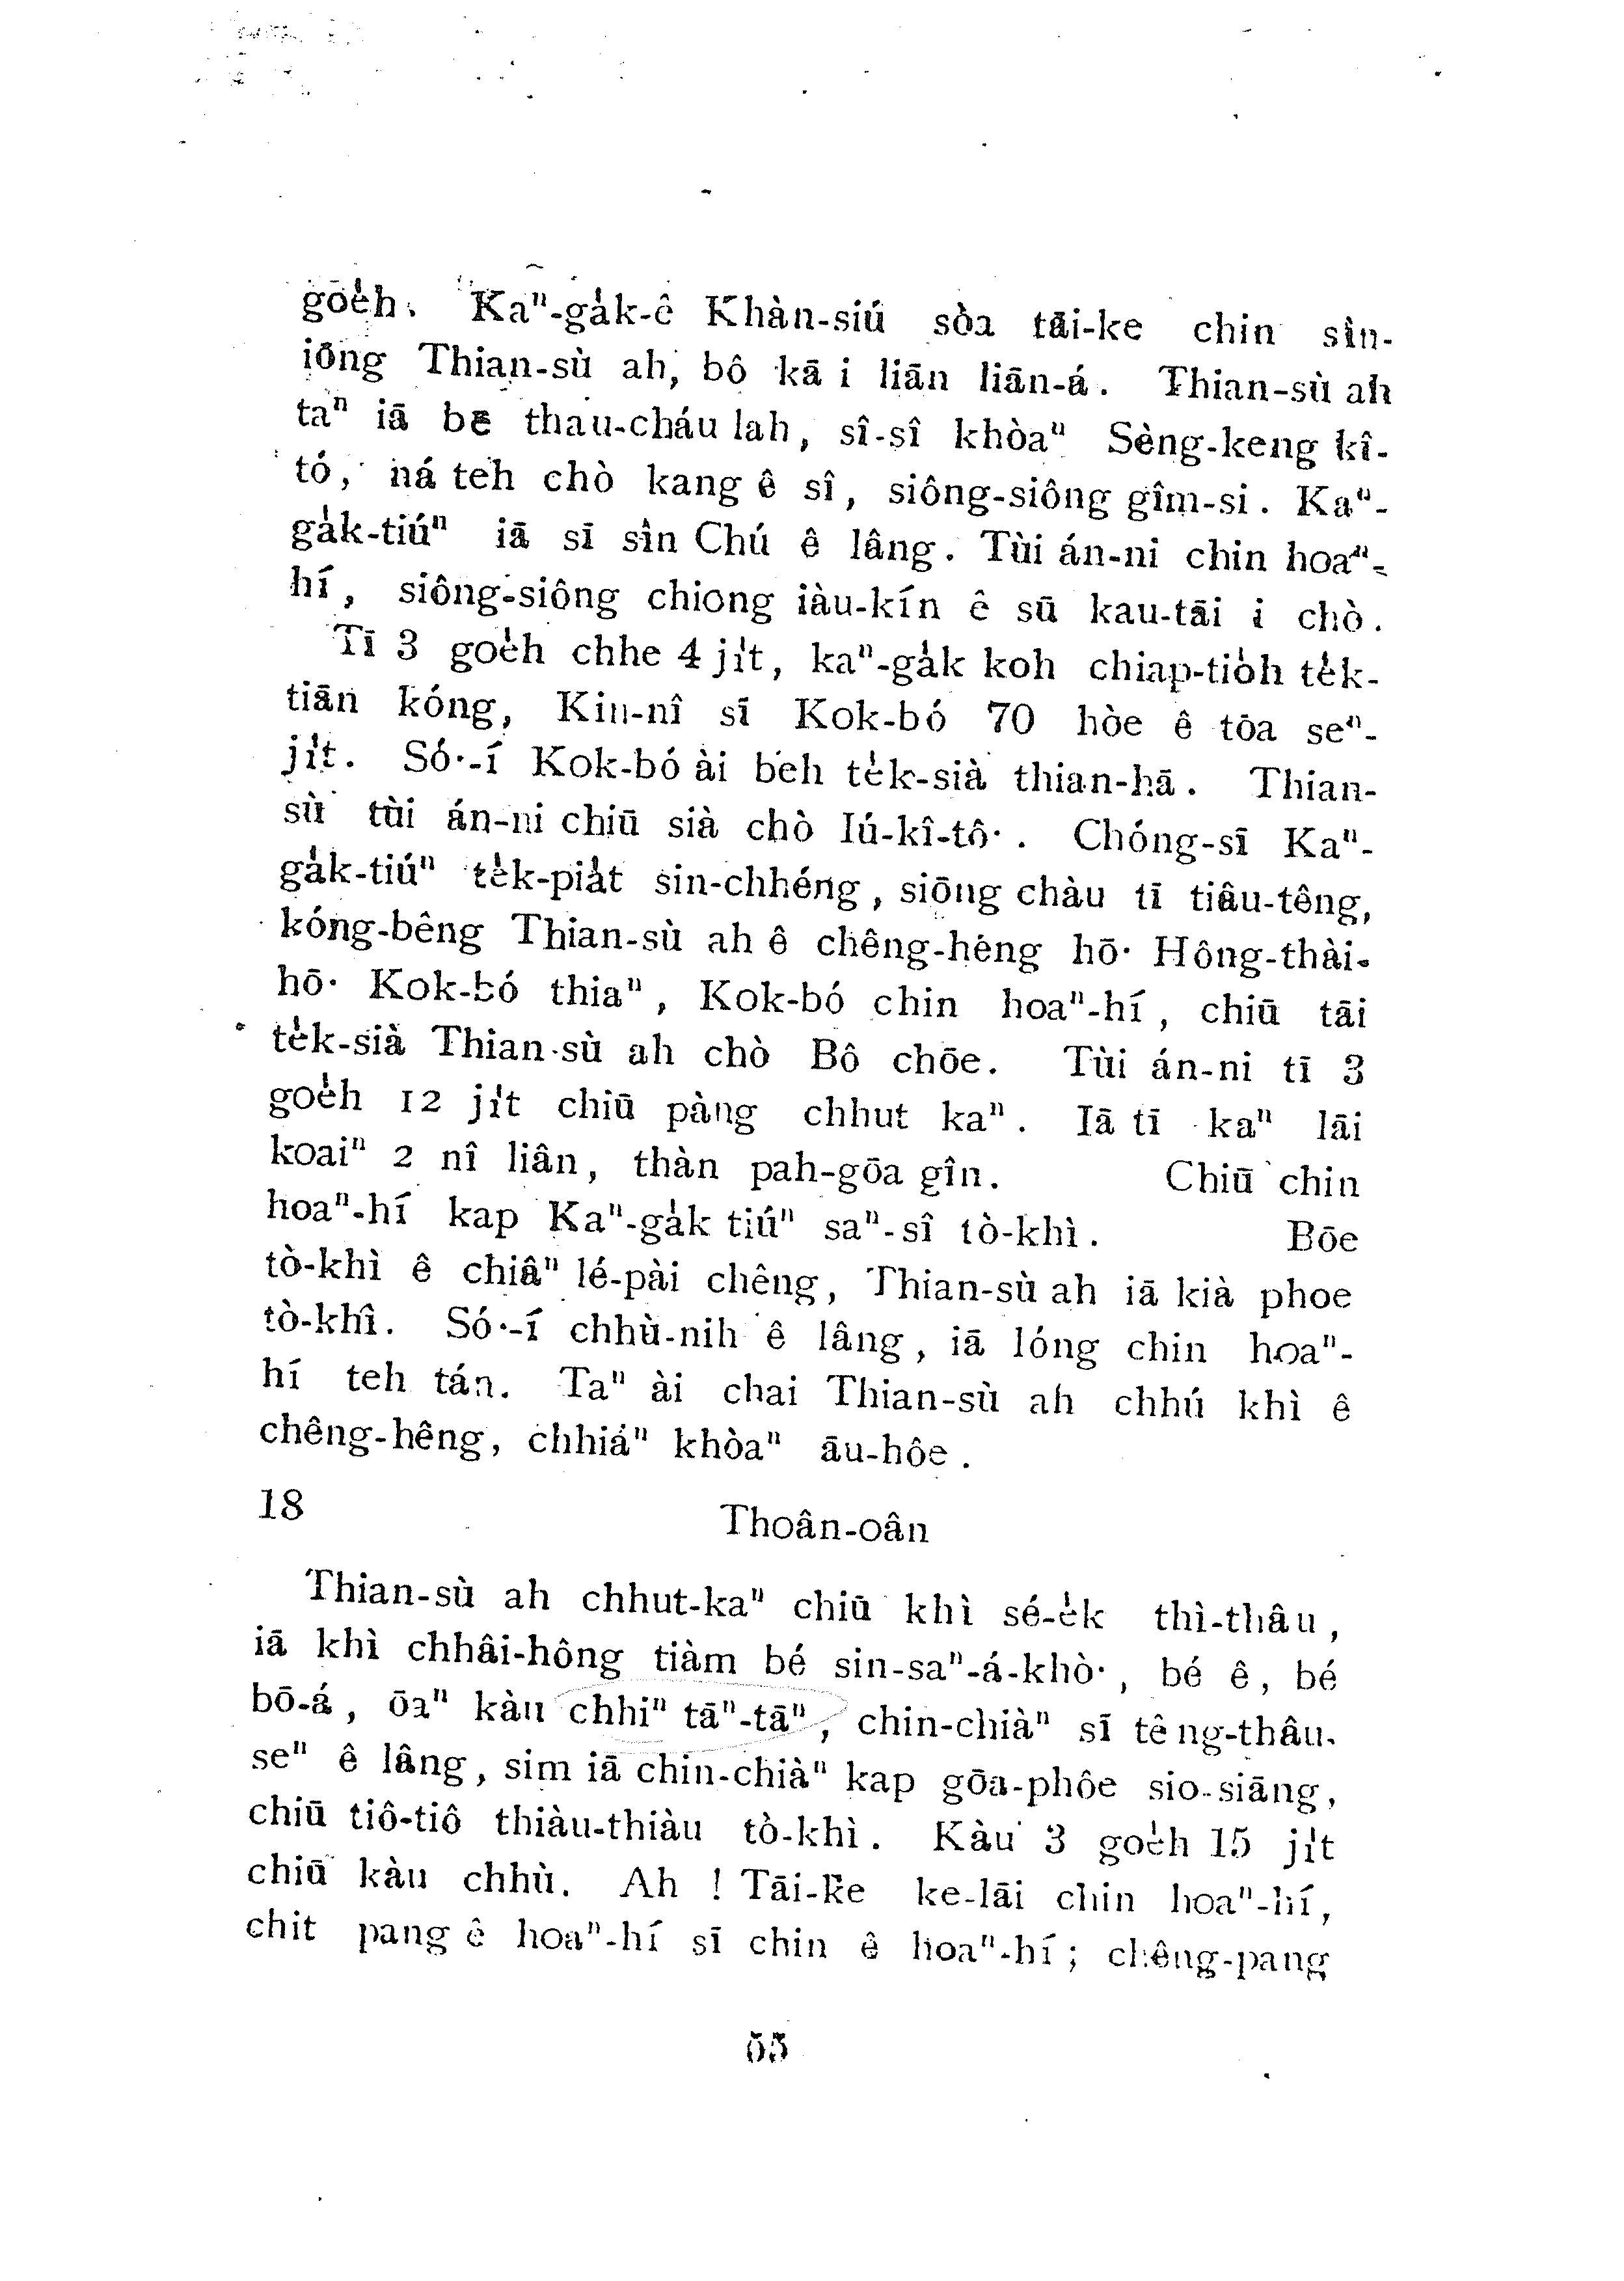 goe̍h. Kaⁿ-ga̍k-ê Khàn-siú sòa tāi-ke chin sìn-
iōng Thian-sù ah, bô kā i liān liān-á. Thian-sù ah
taⁿ iā bē thau-cháu lah, sî-sî khòaⁿ Sèng-keng kî-
tó, ná teh chò kang ê sî, siông-siông gîm-si. Kaⁿ-
ga̍k-tiúⁿ iā sī sìn Chú ê lâng. Tùi án-ni chin hoaⁿ-
hí, siông-siông chiong iàu-kín ê sū kau-tāi i chò.
Tī 3 goe̍h chhe 4 ji̍t, kaⁿ-ga̍k koh chiap-tio̍h te̍k-
tiān kóng, Kin-nî sī Kok-bó 70 hòe ê tōa seⁿ-
ji̍t. Só·-í Kok-bó ài beh te̍k-sià thian-hā. Thian-
sù tùi án-ni chiū sià chò Iú-kî-tô·. Chóng-sī Kaⁿ-
ga̍k-tiúⁿ te̍k-pia̍t sin-chhéng, siōng chàu tī tiâu-têng,
kóng-bêng Thian-sù ah ê chêng-hêng hō· Hông-thài-
hō· Kok-bó thiaⁿ, Kok-bó chin hoaⁿ-hí, chiū tāi
te̍k-sià Thian-sù ah chò Bô chōe. Tùi án-ni tī 3
goe̍h 12 ji̍t chiū pàng chhut kaⁿ. Iā tī kaⁿ lāi
koaiⁿ 2 nî liân, thàn pah-gōa gîn. Chiū chin
hoaⁿ-hí kap Kaⁿ-ga̍k tiúⁿ saⁿ-sî tò-khì. Bōe
tò-khì ê chiâⁿ lé-pài chêng, Thian-sù ah iā kià phoe
tò-khì. Só·-í chhù-nih ê lâng, iā lóng chin hoaⁿ-
hí teh tán. Taⁿ ài chai Thian-sù ah chhú khì ê
chêng-hêng, chhiáⁿ khòaⁿ āu-hôe.
18 Thoân-oân
Thian-sù ah chhut-kaⁿ chiū khì sé-e̍k thì-thâu,
iā khì chhâi-hông tiàm bé sin-saⁿ-á-khò·, bé ê, bé
bō-á, ōaⁿ kàu chhiⁿ tāⁿ-tāⁿ, chin-chiàⁿ sī têng-thâu-
seⁿ ê lâng, sim iā chin-chiàⁿ kap gōa-phôe sio-siāng,
chiū tiô-tiô thiàu-thiàu tò-khì. Kàu 3 goe̍h 15 ji̍t
chiū kàu chhù. Ah ! Tāi-ke ke-lāi chin hoaⁿ-hí,
chit pang ê hoaⁿ-hí sī chin ê hoaⁿ-hí; chêng-pang
55